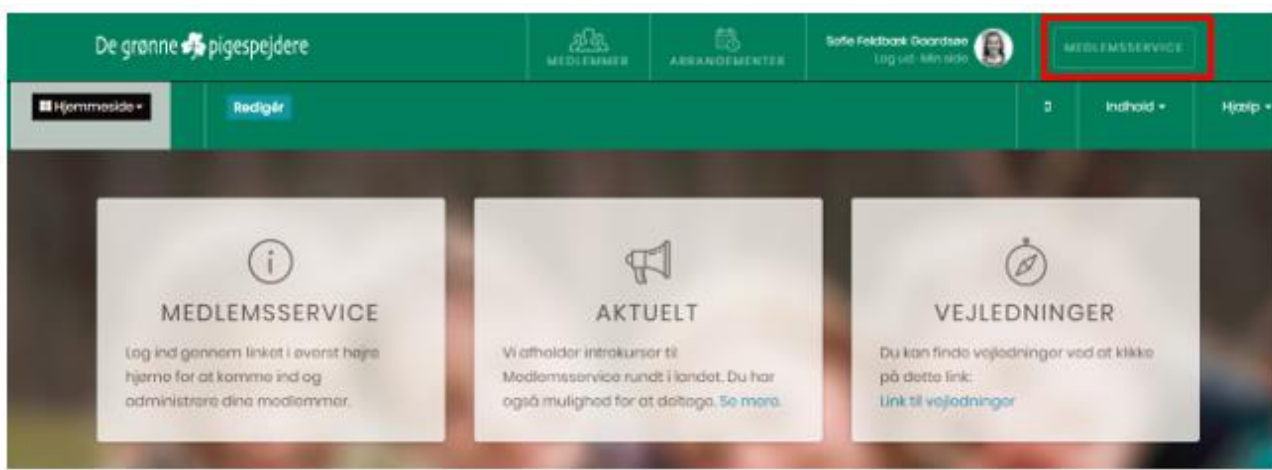 De grønne pigespejdere
MEDLEMMER
ARRANGEMENTER
Sofie Feldbæk Gaardsøe
Log ud Min side
MEDLEMSSERVICE
Hjemmeside
Redigér
Indhold
Hjælp
MEDLEMSSERVICE
Log ind gennem linket i øverst højre
hjørne for at komme ind og
administrere dine medlemmer.
AKTUELT
Vi afholder introkurser til
Medlemsservice rundt i landet. Du har
også mulighed for at deltage. Se mere.
VEJLEDNINGER
Du kan finde vejledninger ved at klikke
på dette link:
Link til vejledninger